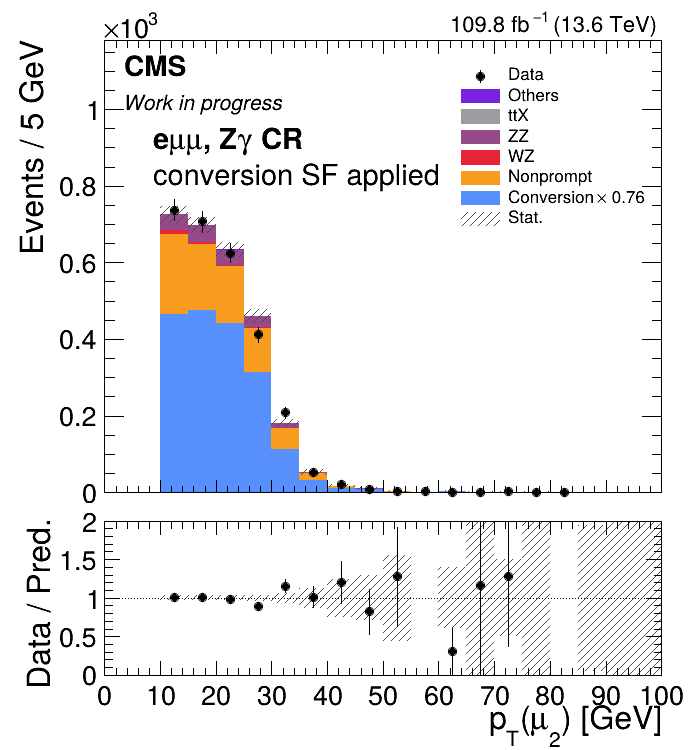 ×10³
109.8 fb⁻¹ (13.6 TeV)
Events / 5 GeV
CMS
Work in progress
eμμ, Zγ CR
conversion SF applied
Data
Others
ttX
ZZ
WZ
Nonprompt
Conversion × 0.76
Stat.
1
0.8
0.6
0.4
0.2
0
Data / Pred.
2
1.5
1
0.5
0
0 10 20 30 40 50 60 70 80 90 100
p_T(μ₂) [GeV]